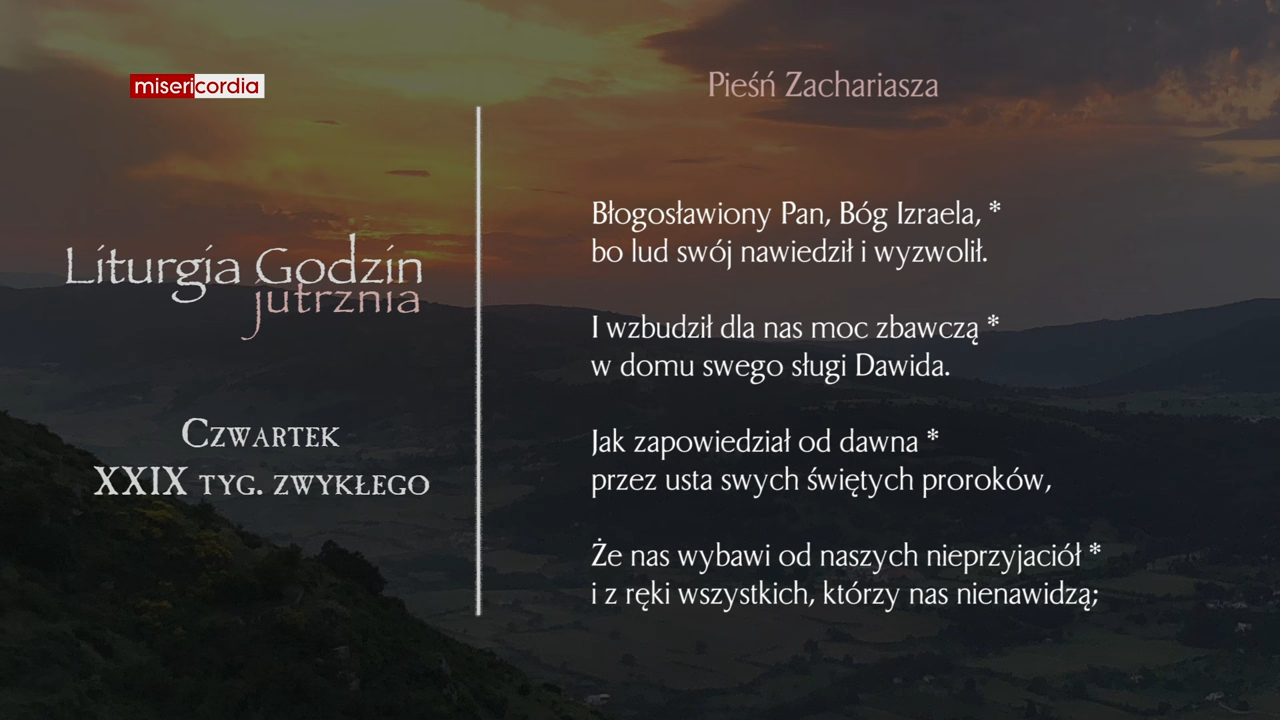 misericordia
Liturgia Godzin
jutrznia
Czwartek
XXIX tyg. zwykłego
Pieśń Zachariasza
Błogosławiony Pan, Bóg Izraela, *
bo lud swój nawiedził i wyzwolił.
I wzbudził dla nas moc zbawczą *
w domu swego sługi Dawida.
Jak zapowiedział od dawna *
przez usta swych świętych proroków,
Że nas wybawi od naszych nieprzyjaciół *
i z ręki wszystkich, którzy nas nienawidzą;